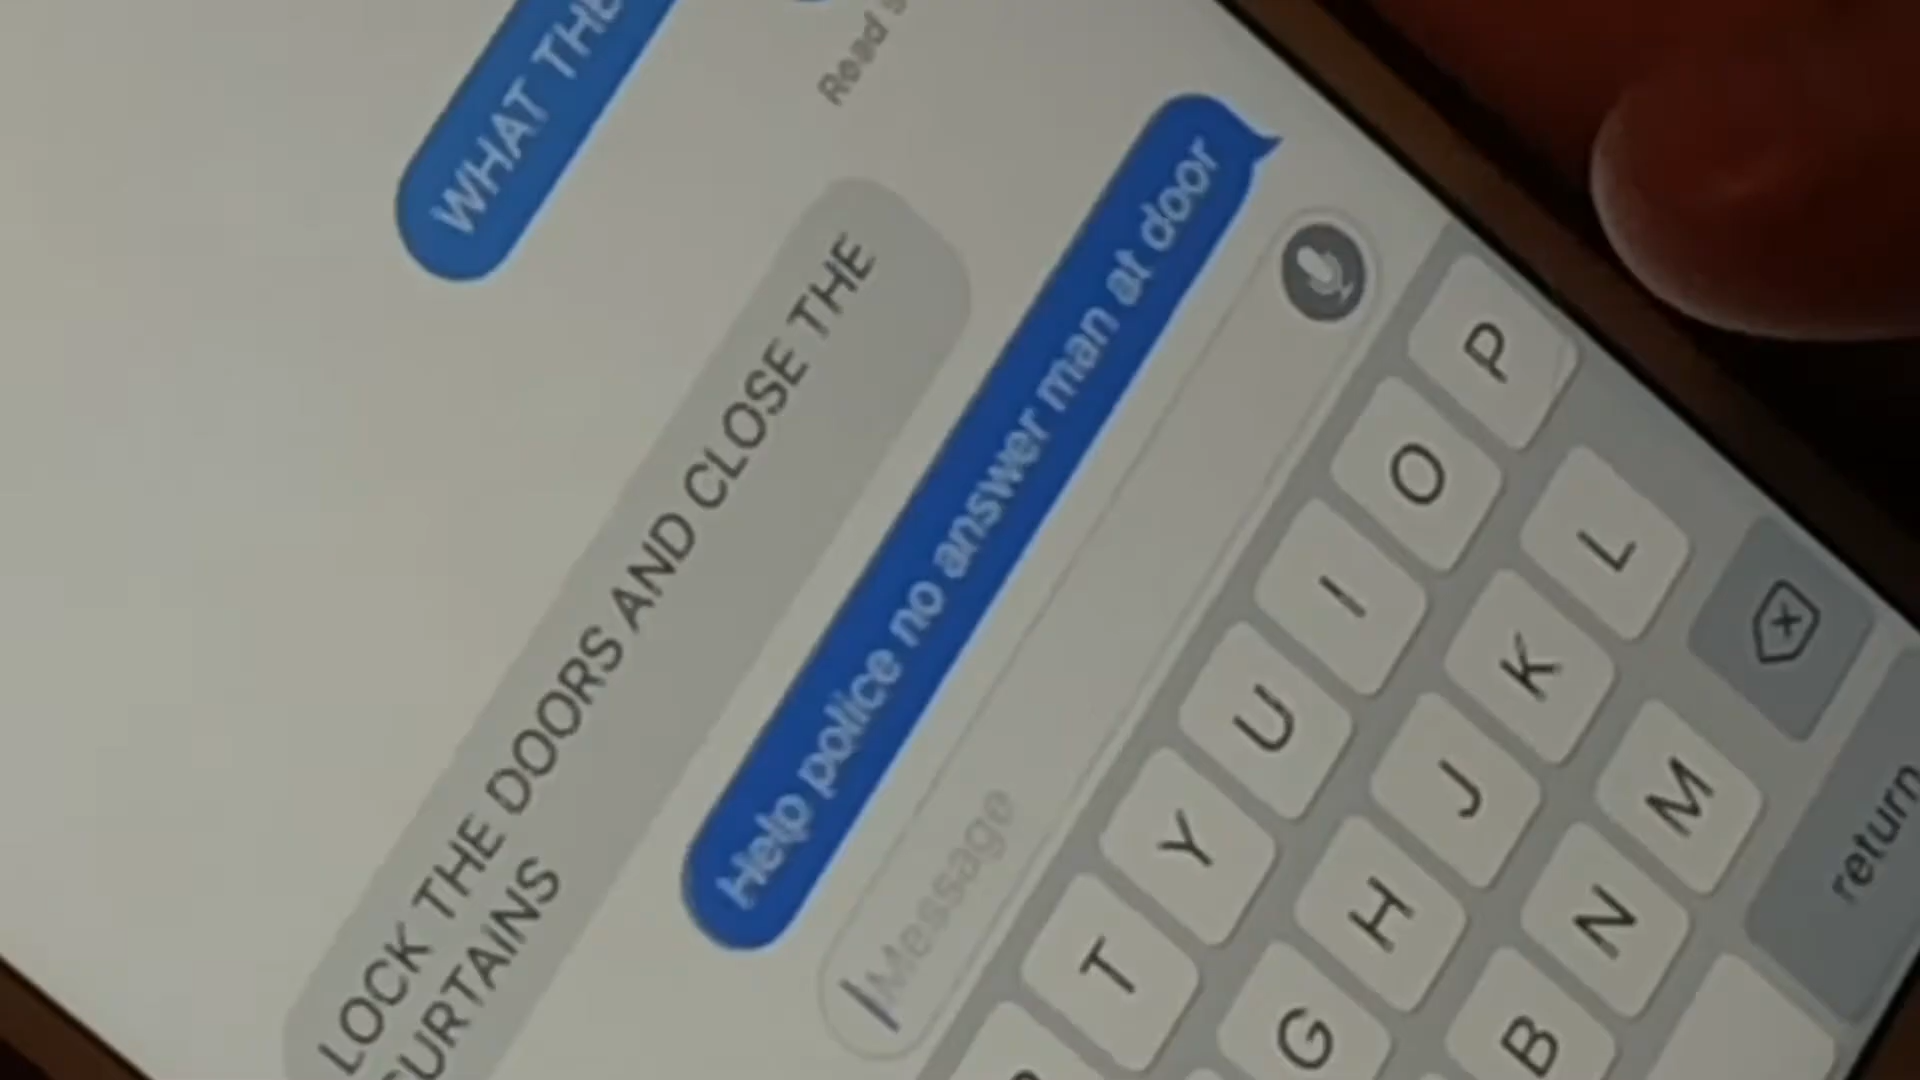 WHAT THE
Read
LOCK THE DOORS AND CLOSE THE
CURTAINS
Help police no answer man at door
Message
P
O
I
U
Y
T
L
K
J
H
G
M
N
B
return